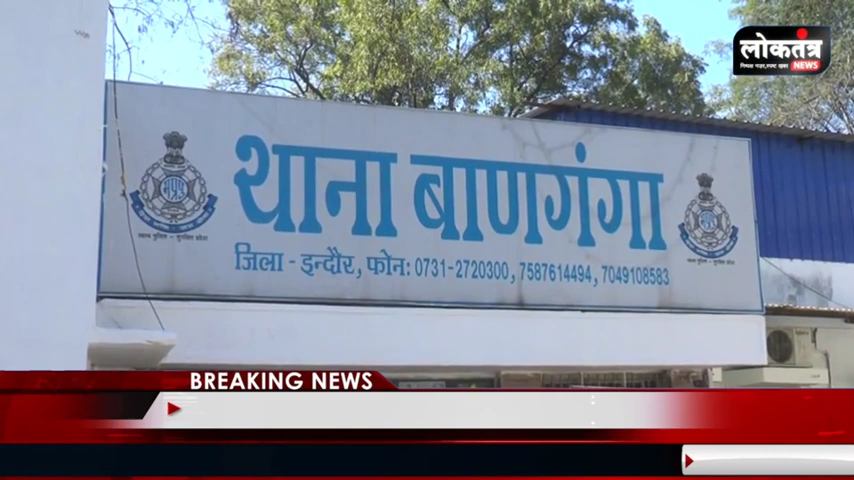 लोकतंत्र
NEWS
थाना बाणगंगा
जिला - इन्दौर, फोन: 0731-2720300, 7587614494, 7049108583
BREAKING NEWS